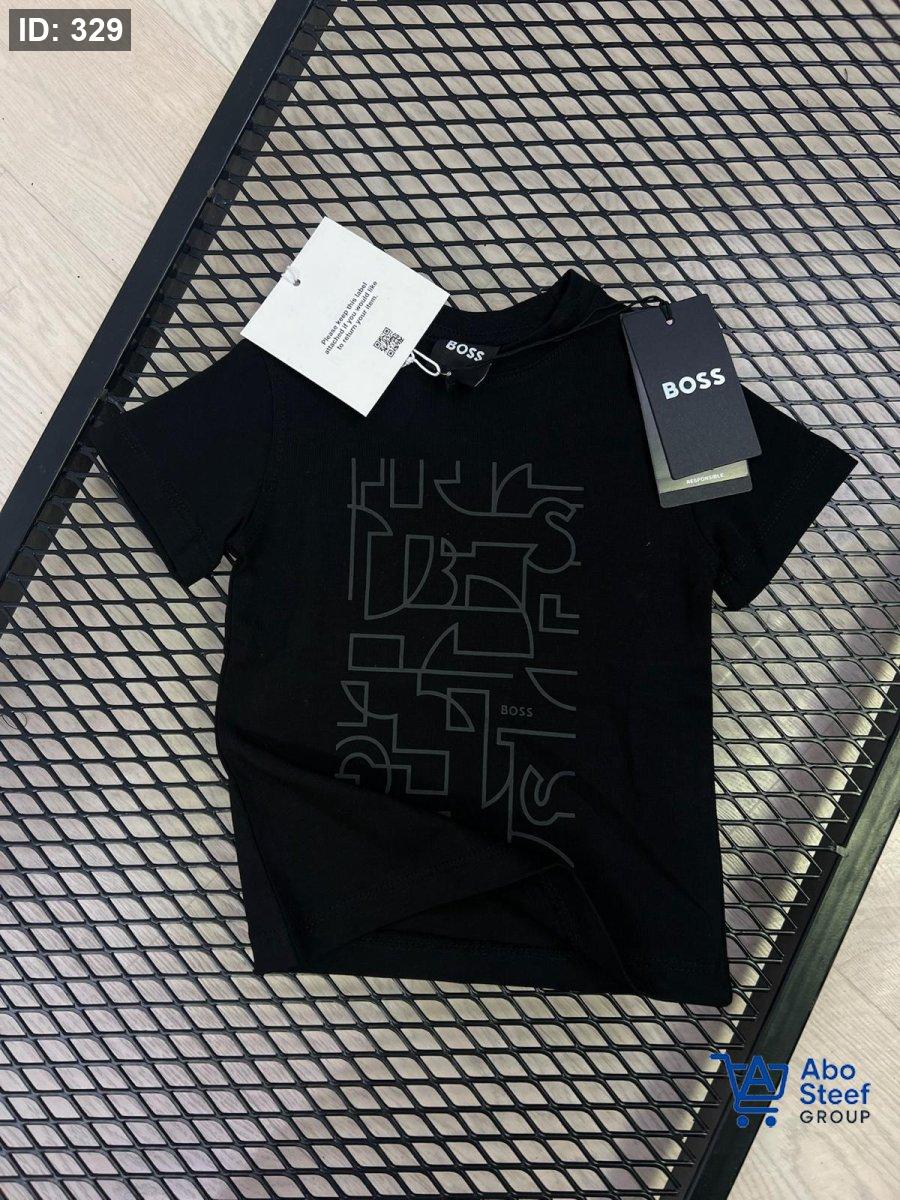 ID: 329
Please keep this label
attached if you would like
to return your item.
BOSS
BOSS
RESPONSIBLE
BOSS
Abo
Steef
GROUP